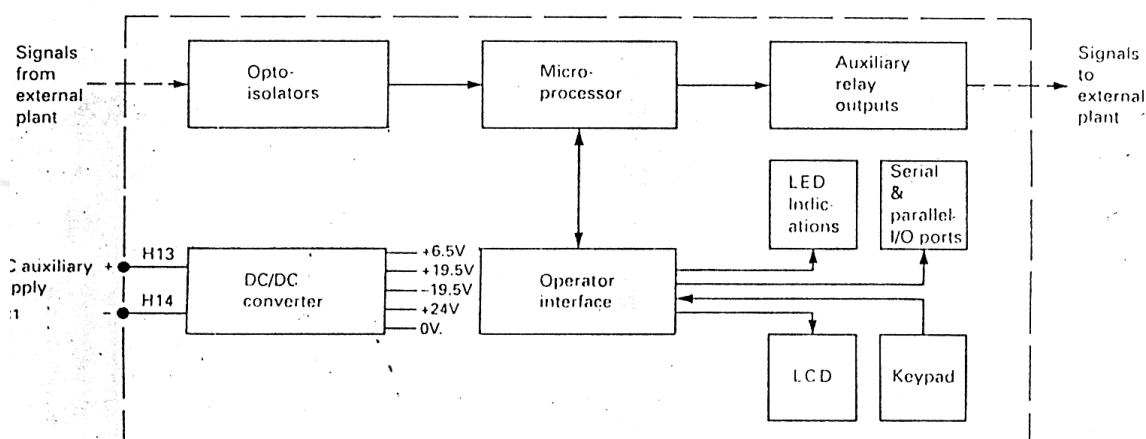 Signals
from
external
plant
Opto-
isolators
Micro-
processor
Auxiliary
relay
outputs
Signals
to
external
plant
LED
Indic-
ations
Serial
&
parallel-
I/O ports
C auxiliary
pply
+
H13
-
H14
DC/DC
converter
+6.5V
+19.5V
-19.5V
+24V
0V.
Operator
interface
LCD
Keypad